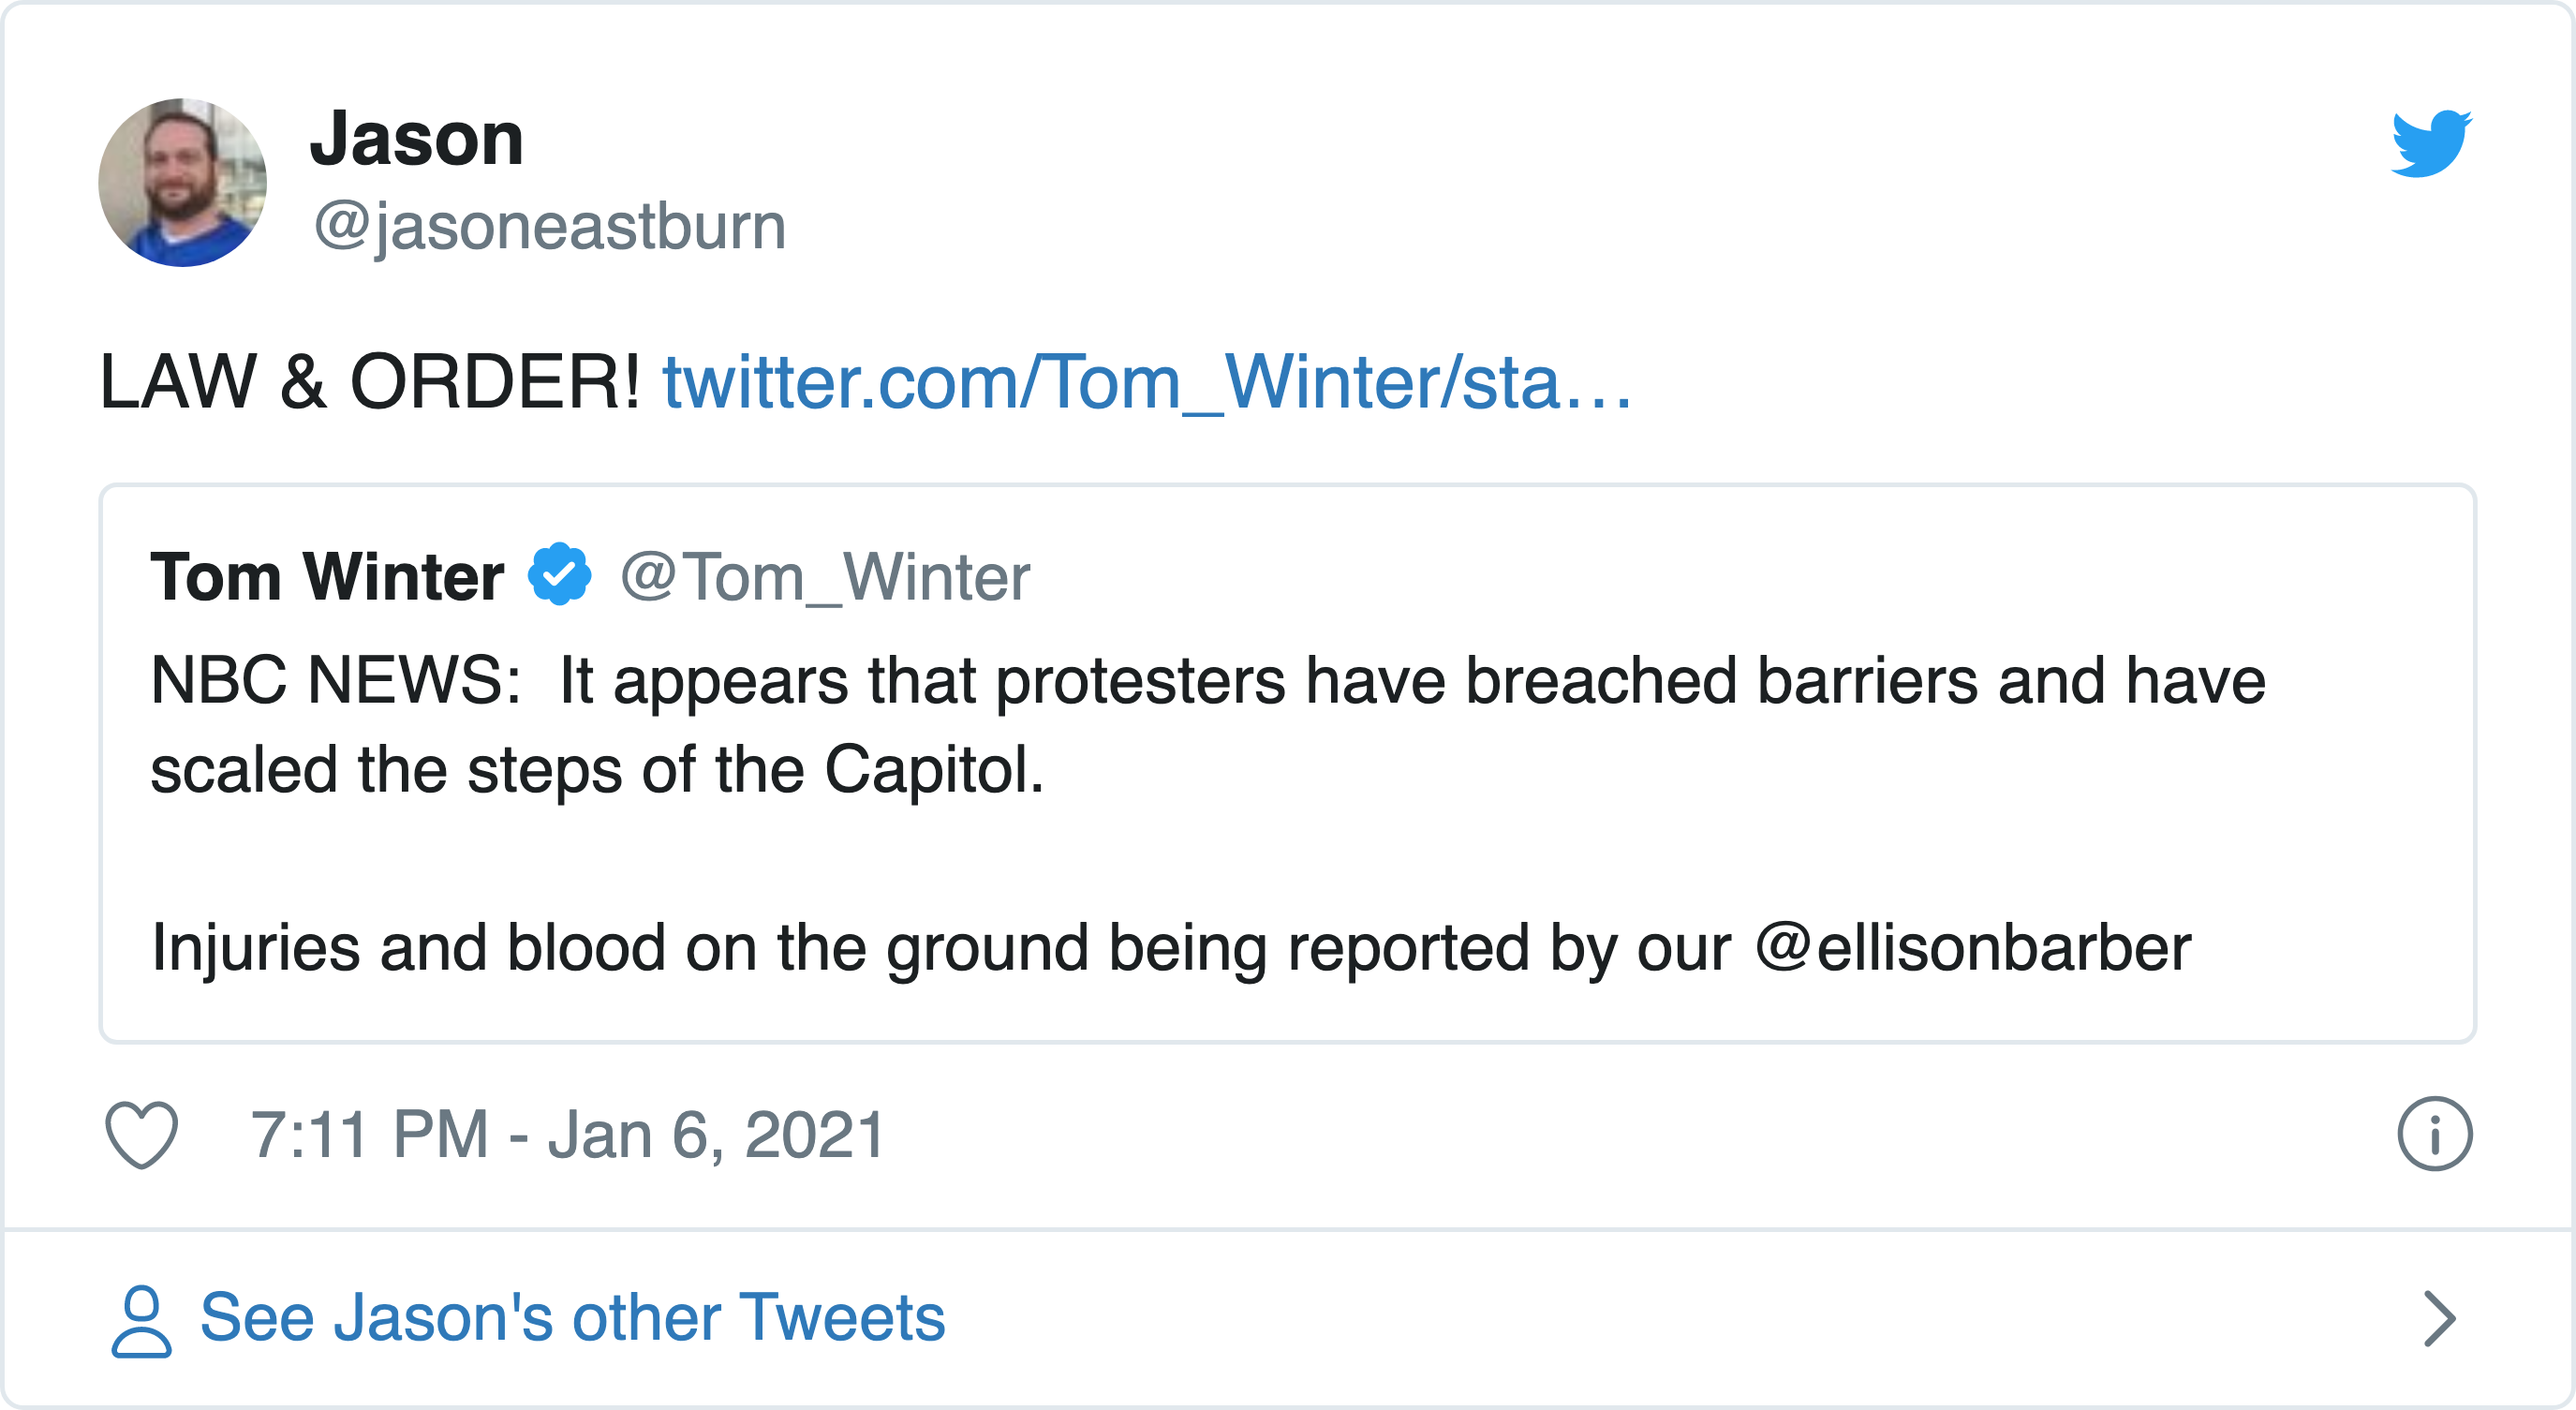 Jason
@jasoneastburn
LAW & ORDER! twitter.com/Tom_Winter/sta…
Tom Winter @Tom_Winter
NBC NEWS:  It appears that protesters have breached barriers and have
scaled the steps of the Capitol.
Injuries and blood on the ground being reported by our @ellisonbarber
7:11 PM - Jan 6, 2021
See Jason's other Tweets